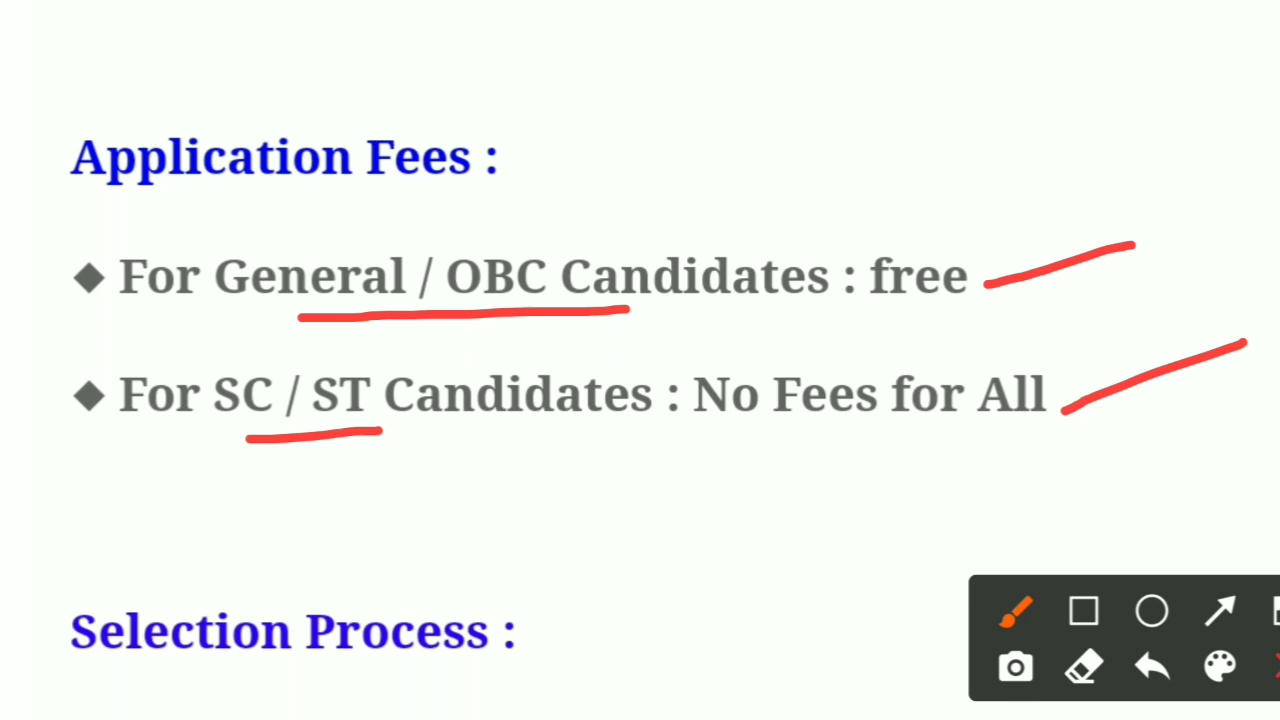 Application Fees :
◆ For General / OBC Candidates : free
◆ For SC / ST Candidates : No Fees for All
Selection Process :